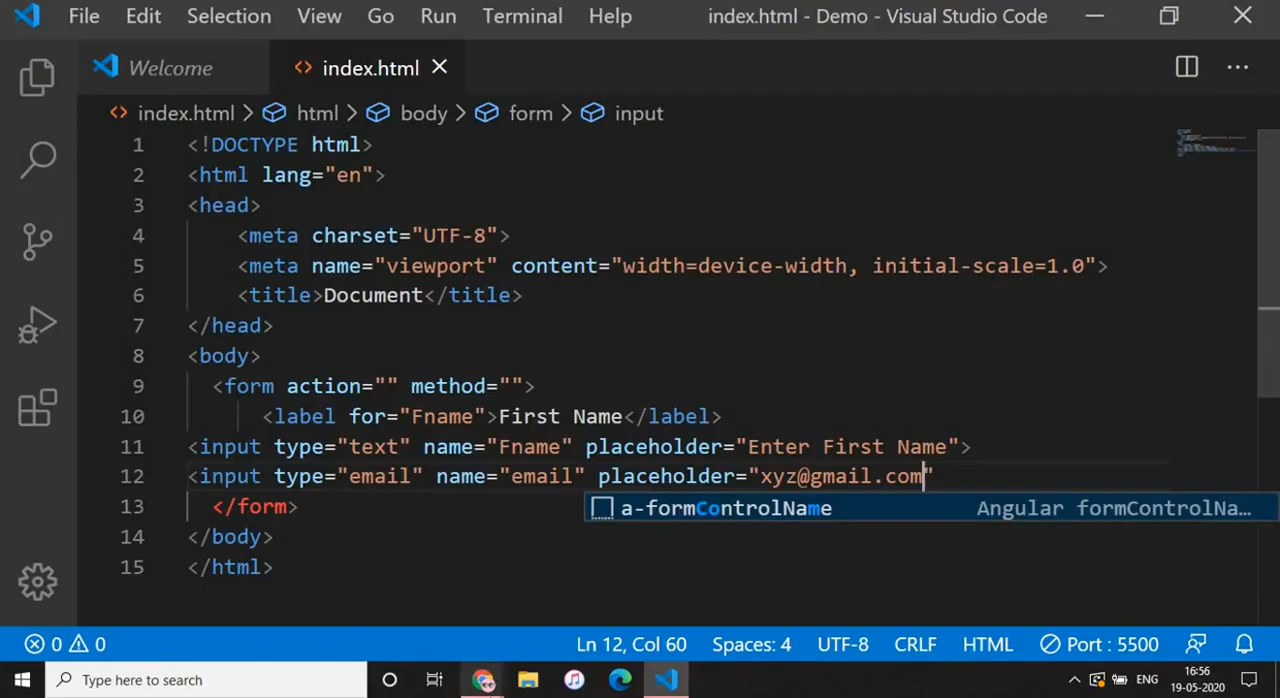 File Edit Selection View Go Run Terminal Help index.html - Demo - Visual Studio Code
Welcome index.html
index.html > html > body > form > input
1 <!DOCTYPE html>
2 <html lang="en">
3 <head>
4 <meta charset="UTF-8">
5 <meta name="viewport" content="width=device-width, initial-scale=1.0">
6 <title>Document</title>
7 </head>
8 <body>
9 <form action="" method="">
10 <label for="Fname">First Name</label>
11 <input type="text" name="Fname" placeholder="Enter First Name">
12 <input type="email" name="email" placeholder="xyz@gmail.com"
13 </form>
a-formControlName Angular formControlNa…
14 </body>
15 </html>
0 0 Ln 12, Col 60 Spaces: 4 UTF-8 CRLF HTML Port : 5500
Type here to search ENG 16:56
19-05-2020